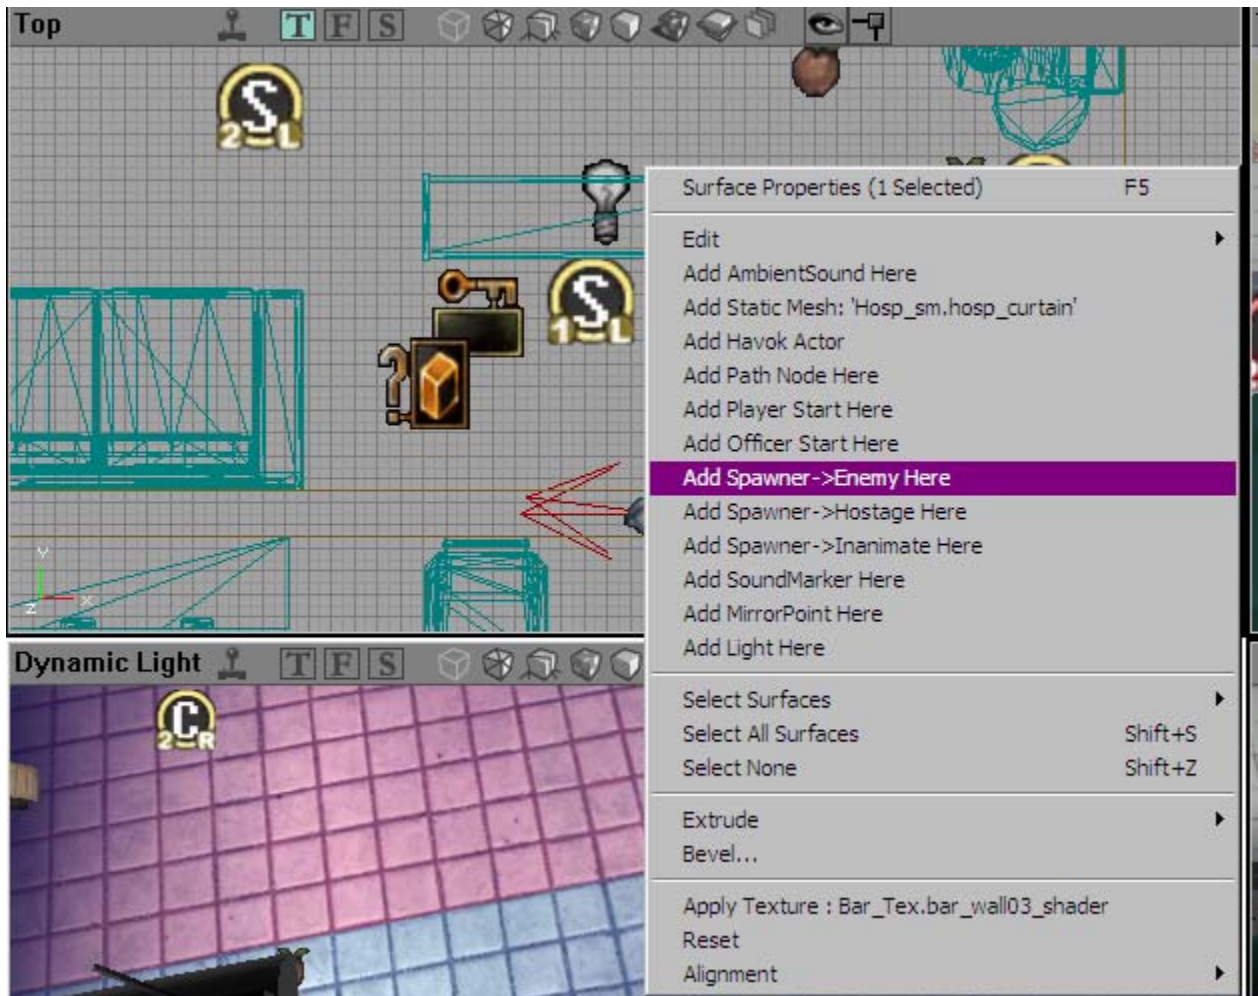 Top
T F S
S
2 L
S
1 L
?
Y
Z X
Surface Properties (1 Selected) F5
Edit
Add AmbientSound Here
Add Static Mesh: 'Hosp_sm.hosp_curtain'
Add Havok Actor
Add Path Node Here
Add Player Start Here
Add Officer Start Here
Add Spawner->Enemy Here
Add Spawner->Hostage Here
Add Spawner->Inanimate Here
Add SoundMarker Here
Add MirrorPoint Here
Add Light Here
Select Surfaces
Select All Surfaces Shift+S
Select None Shift+Z
Extrude
Bevel...
Apply Texture : Bar_Tex.bar_wall03_shader
Reset
Alignment
Dynamic Light
T F S
C
2 R